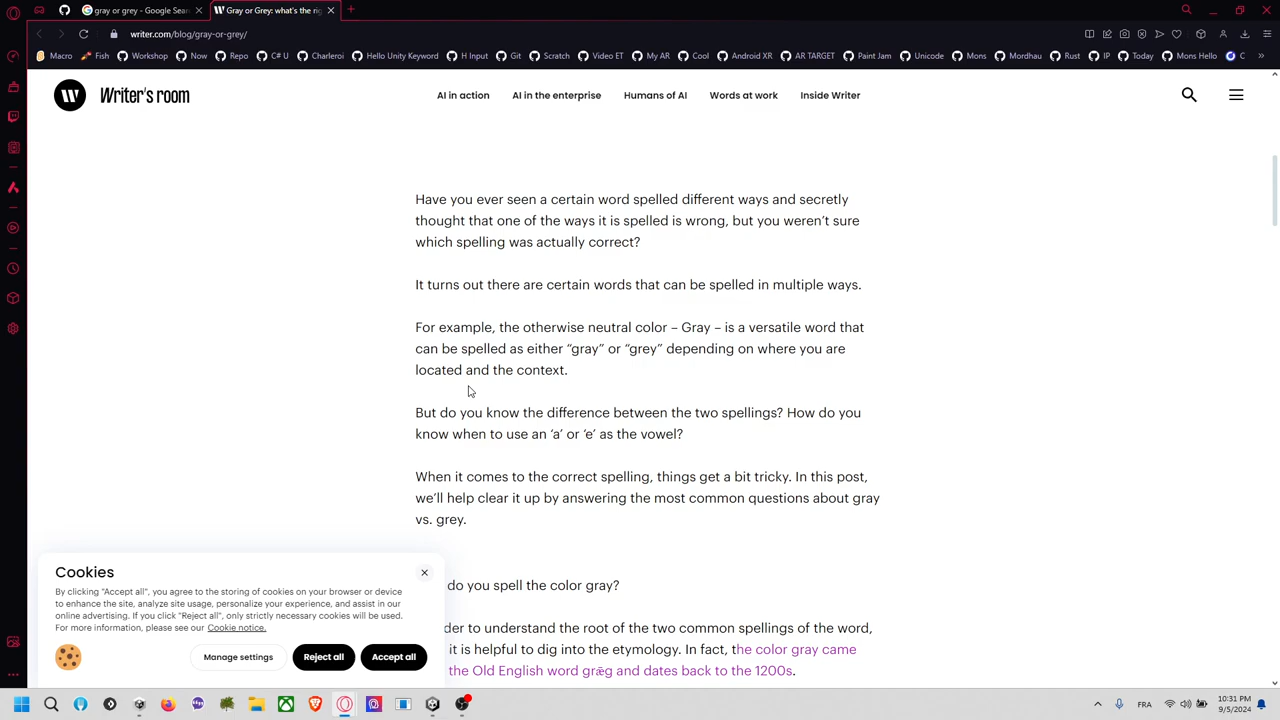 gray or grey - Google Sear
Gray or Grey: what's the rig
writer.com/blog/gray-or-grey/
Macro Fish Workshop Now Repo C# U Charleroi Hello Unity Keyword H Input Git Scratch Video ET My AR Cool Android XR AR TARGET Paint Jam Unicode Mons Mordhau Rust IP Today Mons Hello C
Writer's room
AI in action AI in the enterprise Humans of AI Words at work Inside Writer
Have you ever seen a certain word spelled different ways and secretly
thought that one of the ways it is spelled is wrong, but you weren't sure
which spelling was actually correct?
It turns out there are certain words that can be spelled in multiple ways.
For example, the otherwise neutral color – Gray – is a versatile word that
can be spelled as either “gray” or “grey” depending on where you are
located and the context.
But do you know the difference between the two spellings? How do you
know when to use an ‘a’ or ‘e’ as the vowel?
When it comes to the correct spelling, things get a bit tricky. In this post,
we'll help clear it up by answering the most common questions about gray
vs. grey.
do you spell the color gray?
der to understand the root of the two common spellings of the word,
it is helpful to dig into the etymology. In fact, the color gray came
the Old English word grǣg and dates back to the 1200s.
Cookies
By clicking "Accept all", you agree to the storing of cookies on your browser or device
to enhance the site, analyze site usage, personalize your experience, and assist in our
online advertising. If you click "Reject all", only strictly necessary cookies will be used.
For more information, please see our Cookie notice.
Manage settings Reject all Accept all
FRA
10:31 PM
9/5/2024